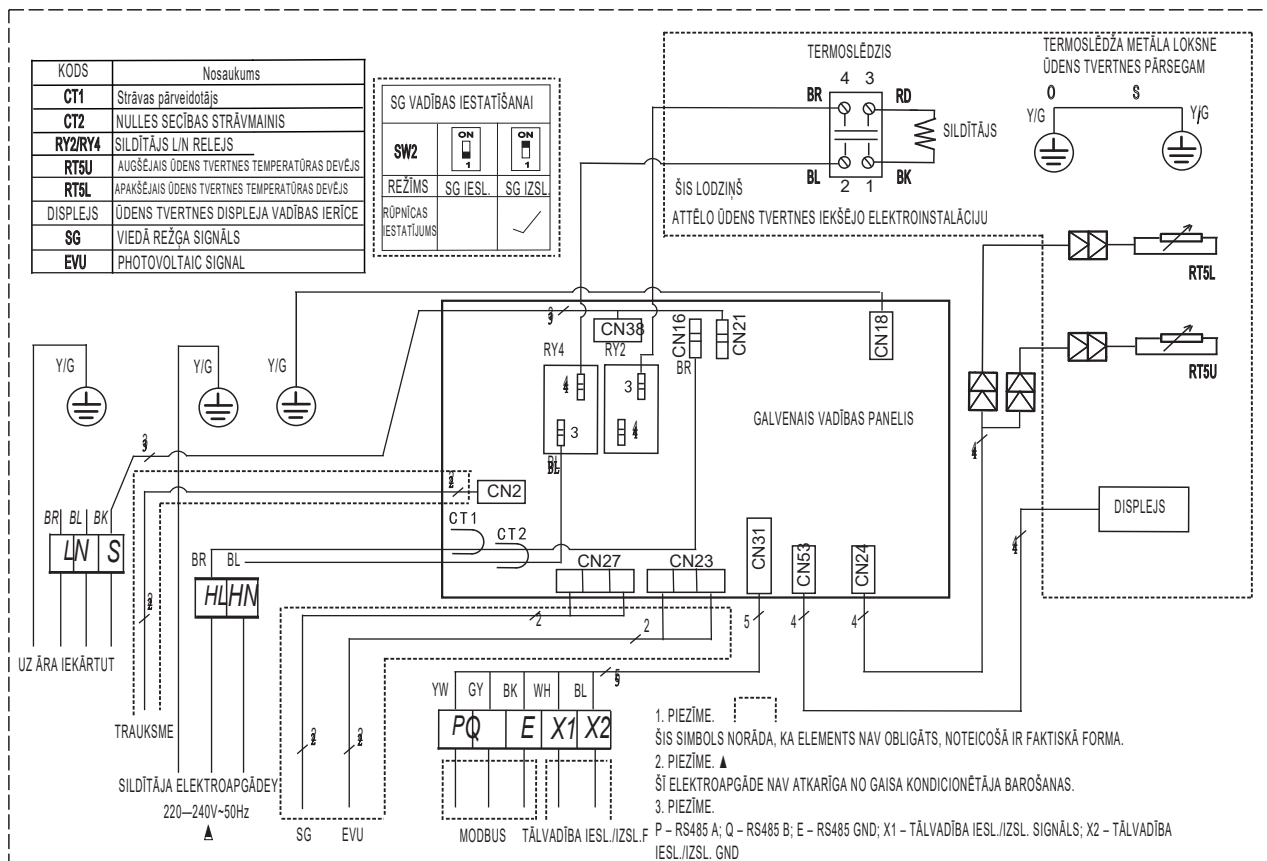 KODS Nosaukums
CT1 Strāvas pārveidotājs
CT2 NULLES SECĪBAS STRĀVMAINIS
RY2/RY4 SILDĪTĀJS L/N RELEJS
RT5U AUGŠĒJAIS ŪDENS TVERTNES TEMPERATŪRAS DEVĒJS
RT5L APAKŠĒJAIS ŪDENS TVERTNES TEMPERATŪRAS DEVĒJS
DISPLEJS ŪDENS TVERTNES DISPLEJA VADĪBAS IERĪCE
SG VIEDĀ REŽĢA SIGNĀLS
EVU PHOTOVOLTAIC SIGNAL
SG VADĪBAS IESTATĪŠANAI
SW2
ON
1
ON
1
REŽĪMS SG IESL. SG IZSL.
RŪPNĪCAS
IESTATĪJUMS
TERMOSLĒDZIS
4 3
BR RD
SILDĪTĀJS
BL 2 1 BK
ŠIS LODZIŅŠ
ATTĒLO ŪDENS TVERTNES IEKŠĒJO ELEKTROINSTALĀCIJU
TERMOSLĒDŽA METĀLA LOKSNE
ŪDENS TVERTNES PĀRSEGAM
O S
Y/G Y/G
RT5L
RT5U
Y/G
Y/G
Y/G
3
CN38
CN16
CN21
CN18
RY4 RY2
BR
4
3
3
4
BL
GALVENAIS VADĪBAS PANELIS
3
CN2
CT1
CT2
4
DISPLEJS
4
BR BL BK
L N S
BR BL
HL HN
CN27 CN23
CN31
CN53
CN24
2
2
5
4
4
UZ ĀRA IEKĀRTUT
TRAUKSME
SILDĪTĀJA ELEKTROAPGĀDEY
220—240V~50Hz
▲
SG EVU
5
YW GY BK WH BL
P Q E X1 X2
MODBUS TĀLVADĪBA IESL./IZSL.F
1. PIEZĪME.
ŠIS SIMBOLS NORĀDA, KA ELEMENTS NAV OBLIGĀTS, NOTEICOŠĀ IR FAKTISKĀ FORMA.
2. PIEZĪME. ▲
ŠĪ ELEKTROAPGĀDE NAV ATKARĪGA NO GAISA KONDICIONĒTĀJA BAROŠANAS.
3. PIEZĪME.
P – RS485 A; Q – RS485 B; E – RS485 GND; X1 – TĀLVADĪBA IESL./IZSL. SIGNĀLS; X2 – TĀLVADĪBA
IESL./IZSL. GND